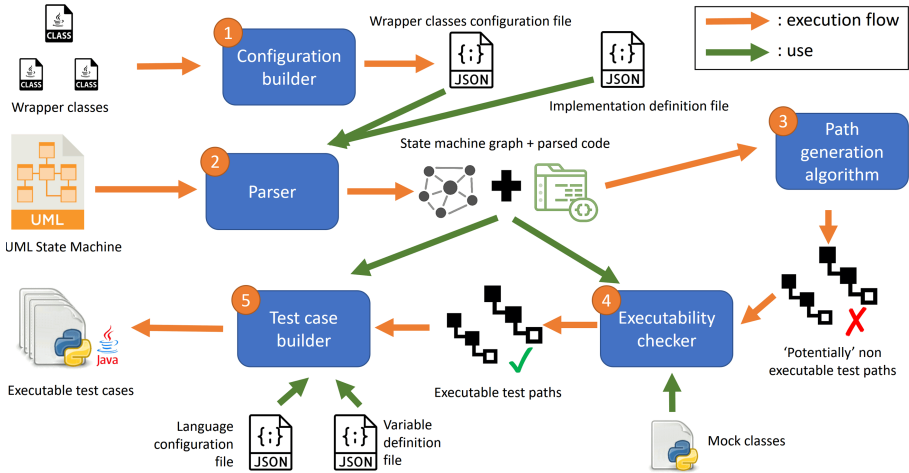 CLASS
CLASS
CLASS
Wrapper classes
1
Configuration
builder
Wrapper classes configuration file
{;}
JSON
{;}
JSON
Implementation definition file
: execution flow
: use
UML
UML State Machine
2
Parser
State machine graph + parsed code
3
Path
generation
algorithm
'Potentially' non
executable test paths
4
Executability
checker
Mock classes
Executable test paths
5
Test case
builder
Java
Executable test cases
Language
configuration
file
{;}
JSON
{;}
JSON
Variable
definition
file